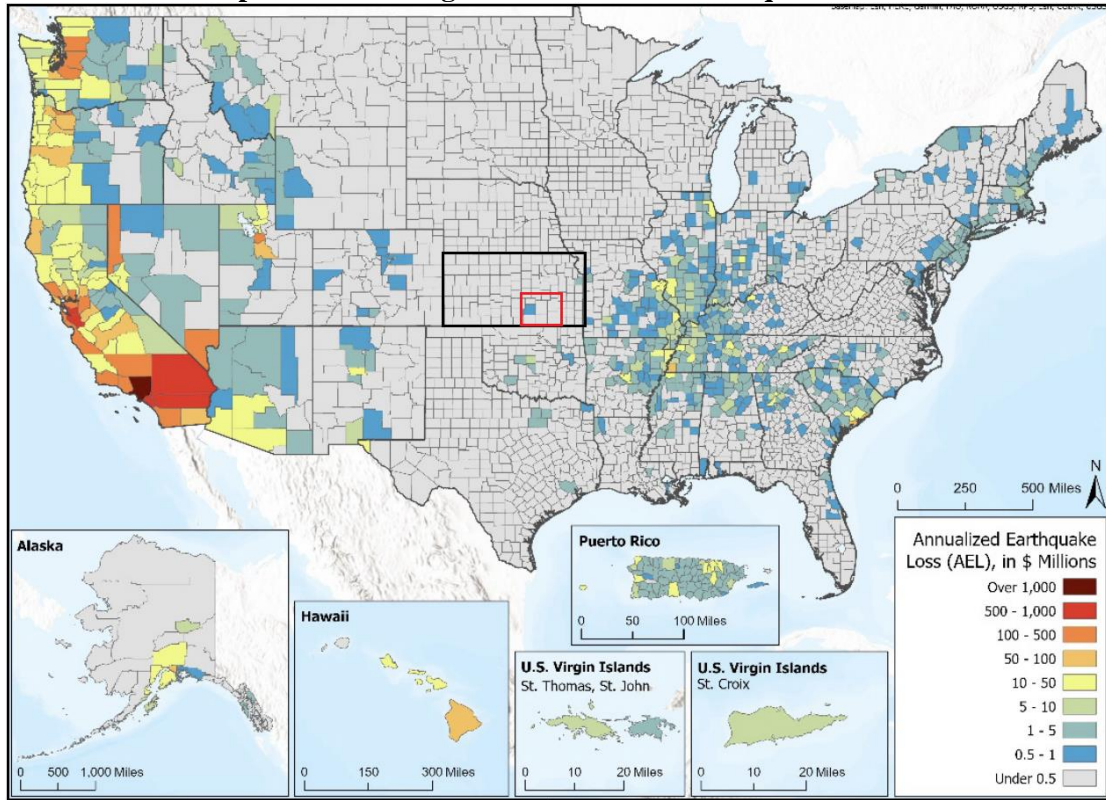 500 Miles
0
250
N
Annualized Earthquake
Loss (AEL), in $ Millions
Over 1,000
500 - 1,000
100 - 500
50 - 100
10 - 50
5 - 10
1 - 5
0.5 - 1
Under 0.5
Alaska
0 500 1,000 Miles
Hawaii
0 150 300 Miles
Puerto Rico
0 50 100 Miles
U.S. Virgin Islands
St. Thomas, St. John
0 10 20 Miles
U.S. Virgin Islands
St. Croix
0 10 20 Miles